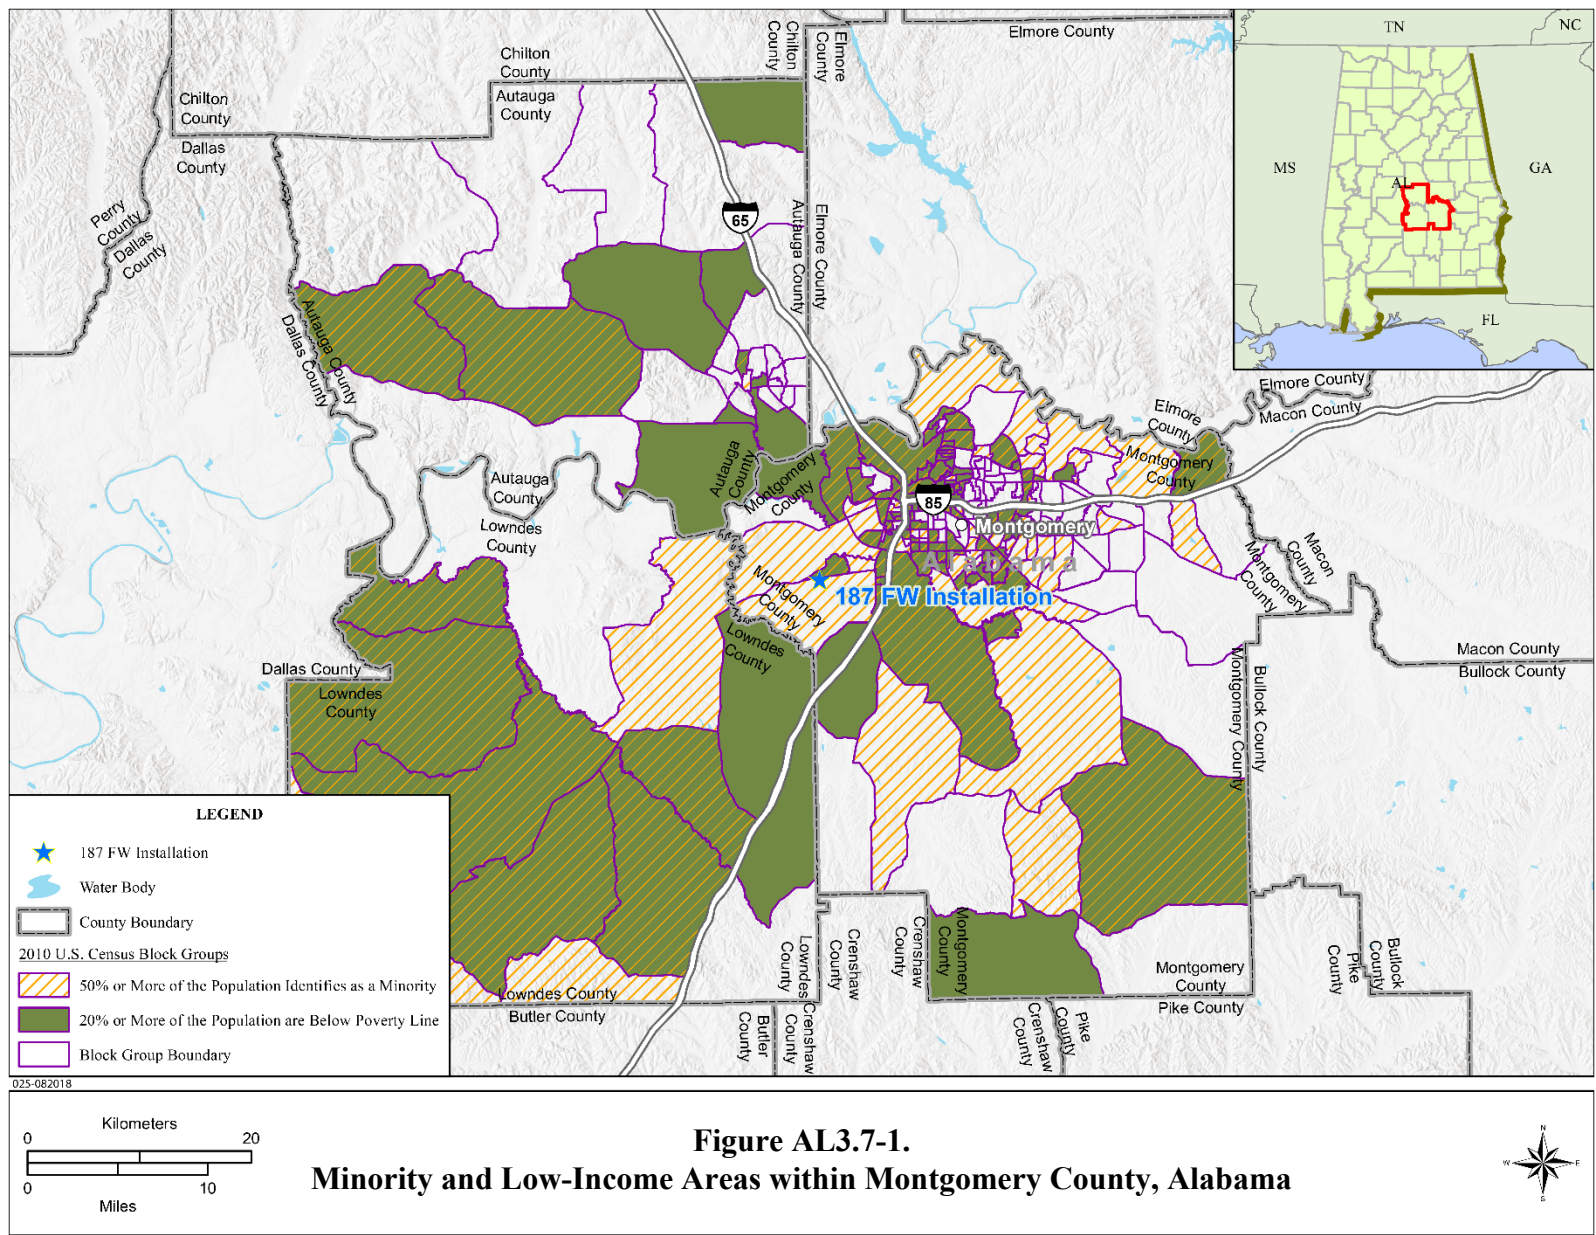 Elmore County
Chilton
County
Elmore
County
Chilton
County
Autauga
County
Chilton
County
Dallas
County
Perry
County
Dallas
County
65
Autauga County
Elmore County
Autauga County
Dallas County
TN
NC
MS
AL
GA
FL
Elmore County
Macon County
Elmore
County
Montgomery
County
Autauga
County
Montgomery
County
Autauga
County
Lowndes
County
85
Montgomery
Alabama
187 FW Installation
Montgomery
County
Lowndes
County
Macon
County
Montgomery
County
Dallas County
Lowndes
County
Macon County
Bullock County
Montgomery County
Bullock County
Lowndes County
Butler County
Butler
County
Lowndes
County
Crenshaw
County
Crenshaw
County
Crenshaw
County
Montgomery
County
Crenshaw
County
Pike
County
Montgomery
County
Pike County
Pike
County
Bullock
County
LEGEND
187 FW Installation
Water Body
County Boundary
2010 U.S. Census Block Groups
50% or More of the Population Identifies as a Minority
20% or More of the Population are Below Poverty Line
Block Group Boundary
025-082018
Kilometers
0 20
0 10
Miles
Figure AL3.7-1.
Minority and Low-Income Areas within Montgomery County, Alabama
N
W E
S